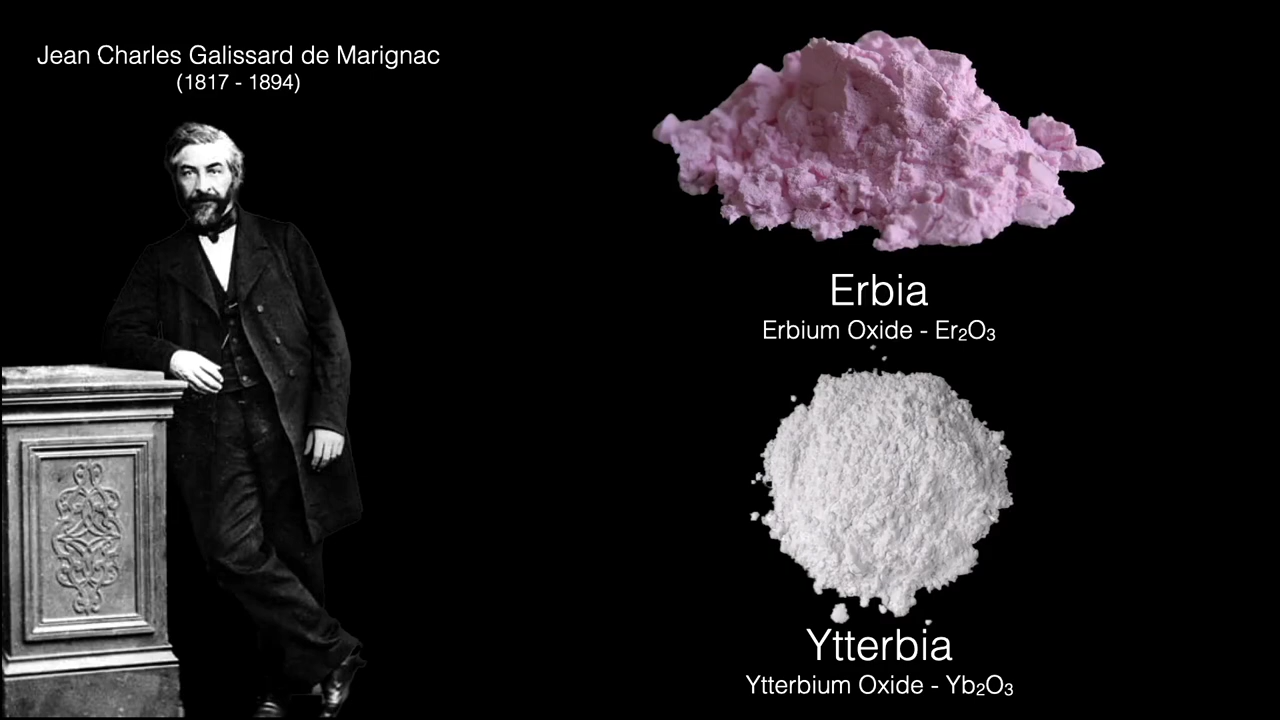 Jean Charles Galissard de Marignac
(1817 - 1894)
Erbia
Erbium Oxide - Er₂O₃
Ytterbia
Ytterbium Oxide - Yb₂O₃